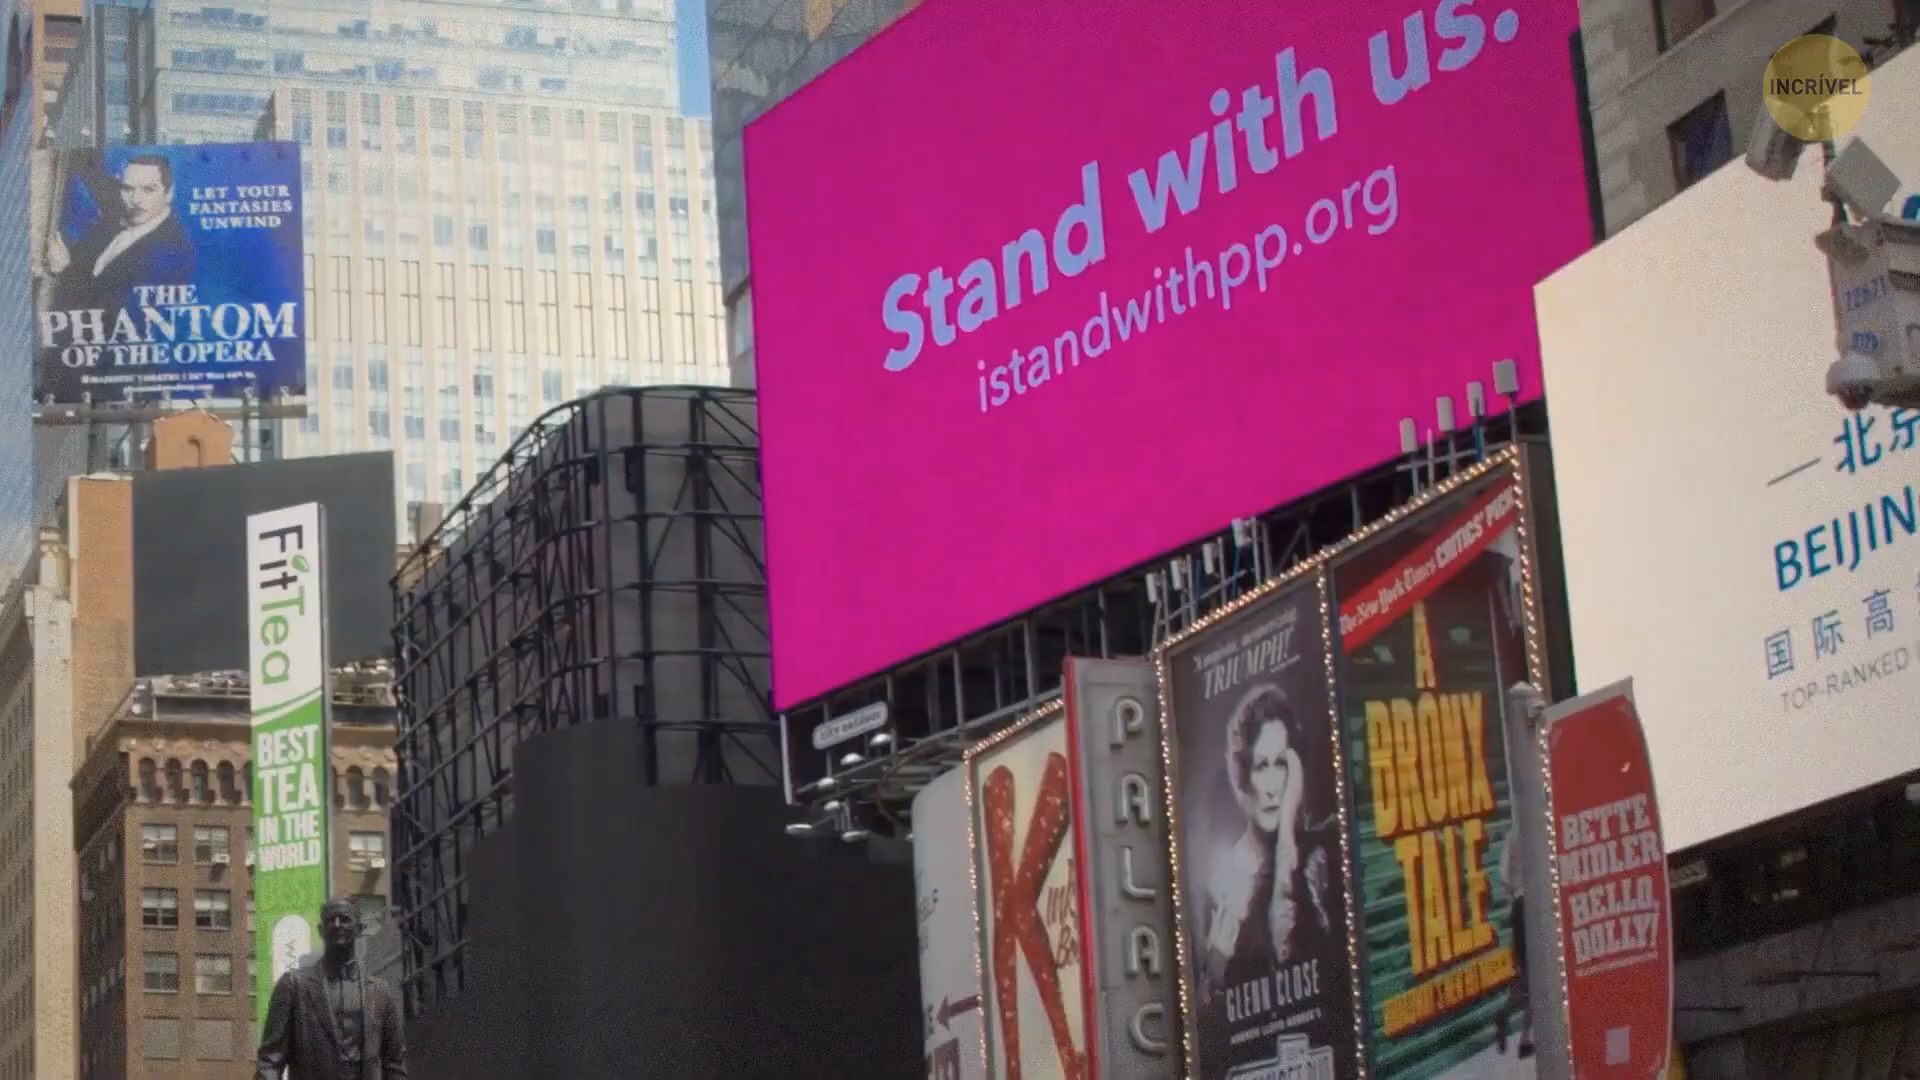 INCRÍVEL
LET YOUR
FANTASIES
UNWIND
THE
PHANTOM
OF THE OPERA
FitTea
BEST
TEA
IN THE
WORLD
Stand with us.
istandwithpp.org
北京
BEIJIN
国际高
TOP-RANKED
The New York Times CRITICS' PICK
A
BRONX
TALE
TRIUMPH!
GLENN CLOSE
PALAC
K
BETTE
MIDLER
HELLO,
DOLLY!